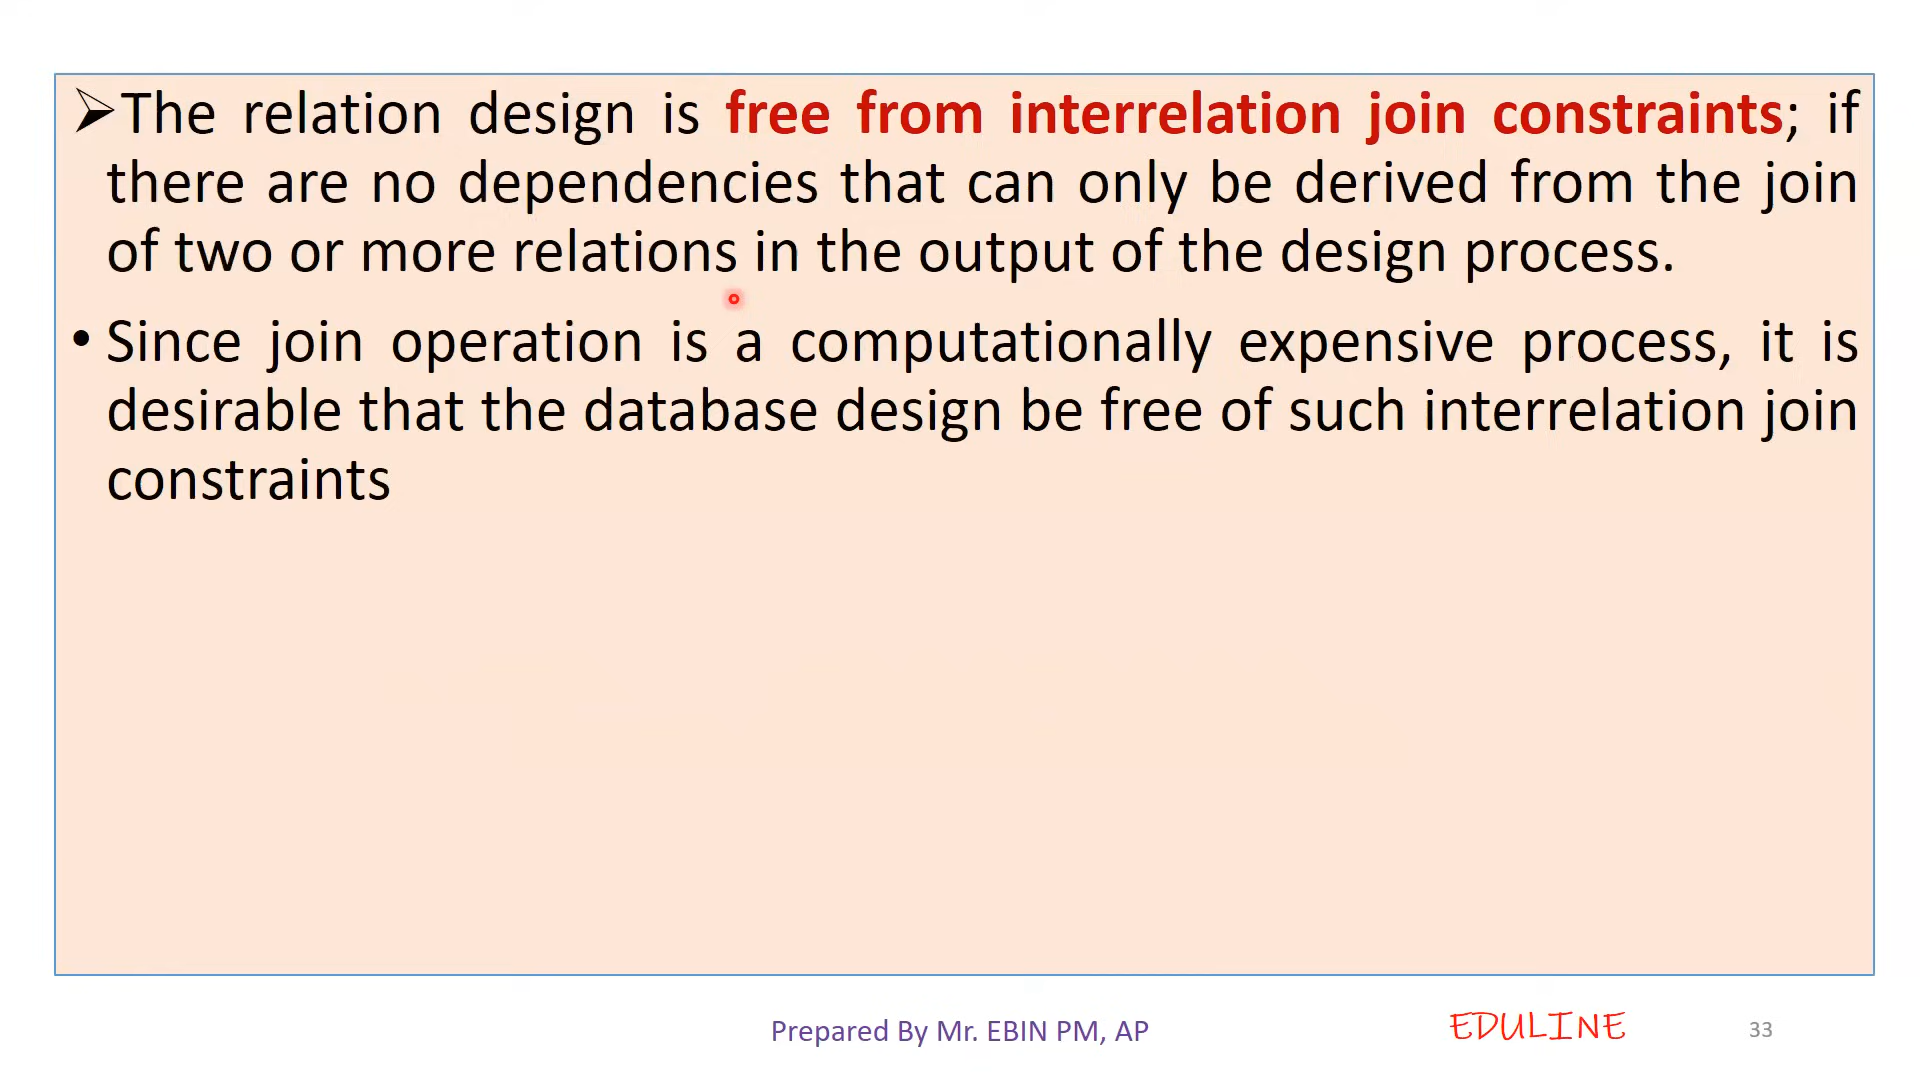 ➢The relation design is free from interrelation join constraints; if
there are no dependencies that can only be derived from the join
of two or more relations in the output of the design process.
• Since join operation is a computationally expensive process, it is
desirable that the database design be free of such interrelation join
constraints
Prepared By Mr. EBIN PM, AP
EDULINE
33